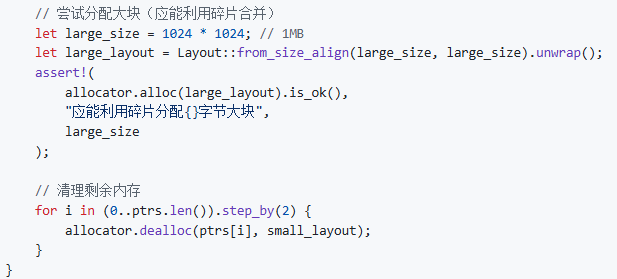 // 尝试分配大块（应能利用碎片合并）
let large_size = 1024 * 1024; // 1MB
let large_layout = Layout::from_size_align(large_size, large_size).unwrap();
assert!(
    allocator.alloc(large_layout).is_ok(),
    "应能利用碎片分配{}字节大块",
    large_size
);

// 清理剩余内存
for i in (0..ptrs.len()).step_by(2) {
    allocator.dealloc(ptrs[i], small_layout);
}
}